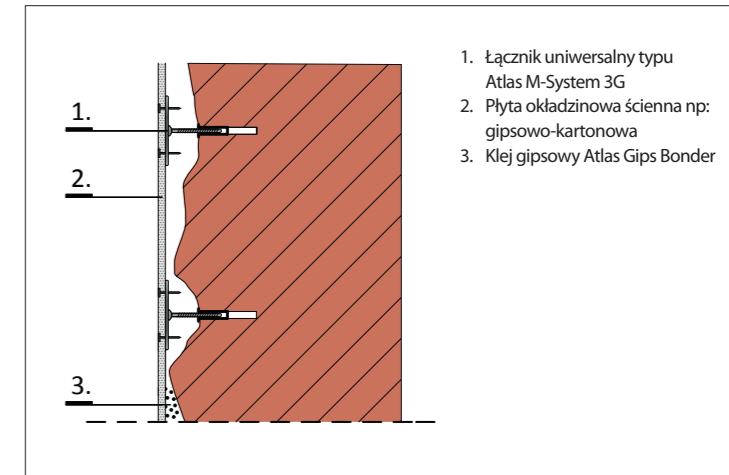 1.
2.
3.
1. Łącznik uniwersalny typu
Atlas M-System 3G
2. Płyta okładzinowa ścienna np:
gipsowo-kartonowa
3. Klej gipsowy Atlas Gips Bonder